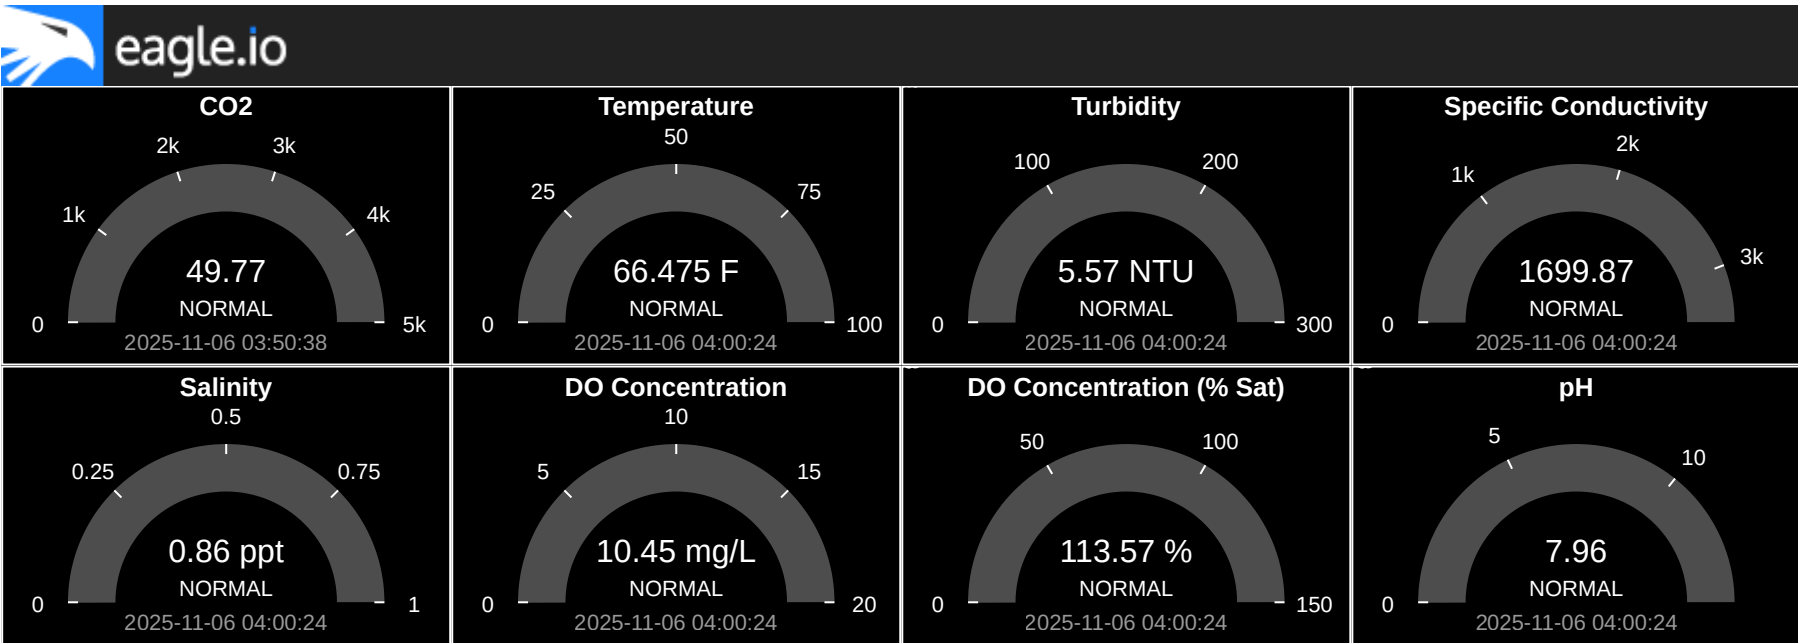 eagle.io
CO2
0
1k
2k
3k
4k
5k
49.77
NORMAL
2025-11-06 03:50:38
Temperature
0
25
50
75
100
66.475 F
NORMAL
2025-11-06 04:00:24
Turbidity
0
100
200
300
5.57 NTU
NORMAL
2025-11-06 04:00:24
Specific Conductivity
0
1k
2k
3k
1699.87
NORMAL
2025-11-06 04:00:24
Salinity
0
0.25
0.5
0.75
1
0.86 ppt
NORMAL
2025-11-06 04:00:24
DO Concentration
0
5
10
15
20
10.45 mg/L
NORMAL
2025-11-06 04:00:24
DO Concentration (% Sat)
0
50
100
150
113.57 %
NORMAL
2025-11-06 04:00:24
pH
0
5
10
7.96
NORMAL
2025-11-06 04:00:24